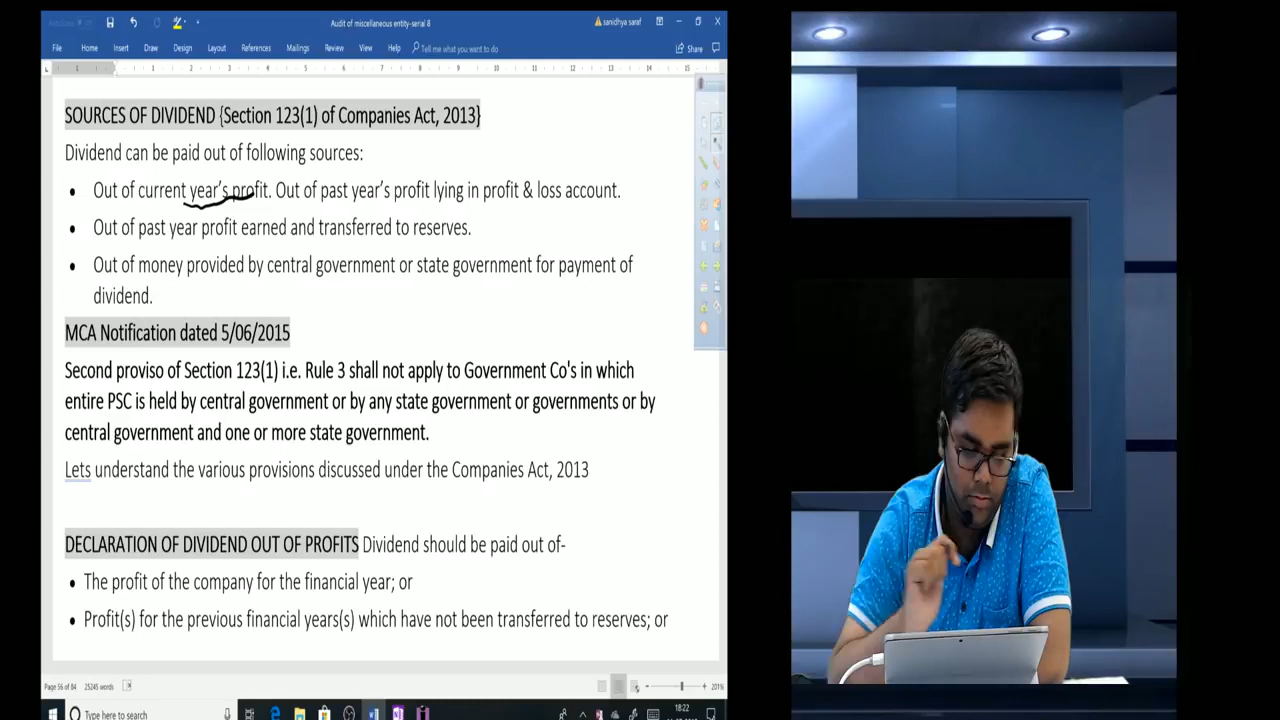 Audit of miscellaneous entity-serial 8
sanidhya saraf
File Home Insert Draw Design Layout References Mailings Review View Help Tell me what you want to do Share
SOURCES OF DIVIDEND {Section 123(1) of Companies Act, 2013}
Dividend can be paid out of following sources:
• Out of current year's profit. Out of past year's profit lying in profit & loss account.
• Out of past year profit earned and transferred to reserves.
• Out of money provided by central government or state government for payment of
dividend.
MCA Notification dated 5/06/2015
Second proviso of Section 123(1) i.e. Rule 3 shall not apply to Government Co's in which
entire PSC is held by central government or by any state government or governments or by
central government and one or more state government.
Lets understand the various provisions discussed under the Companies Act, 2013
DECLARATION OF DIVIDEND OUT OF PROFITS Dividend should be paid out of-
• The profit of the company for the financial year; or
• Profit(s) for the previous financial years(s) which have not been transferred to reserves; or
Page 56 of 84 25245 words 201%
Type here to search 18:22